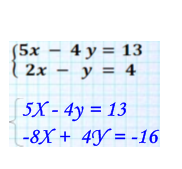 5x − 4y = 13
2x − y = 4
5X - 4y = 13
-8X + 4Y = -16